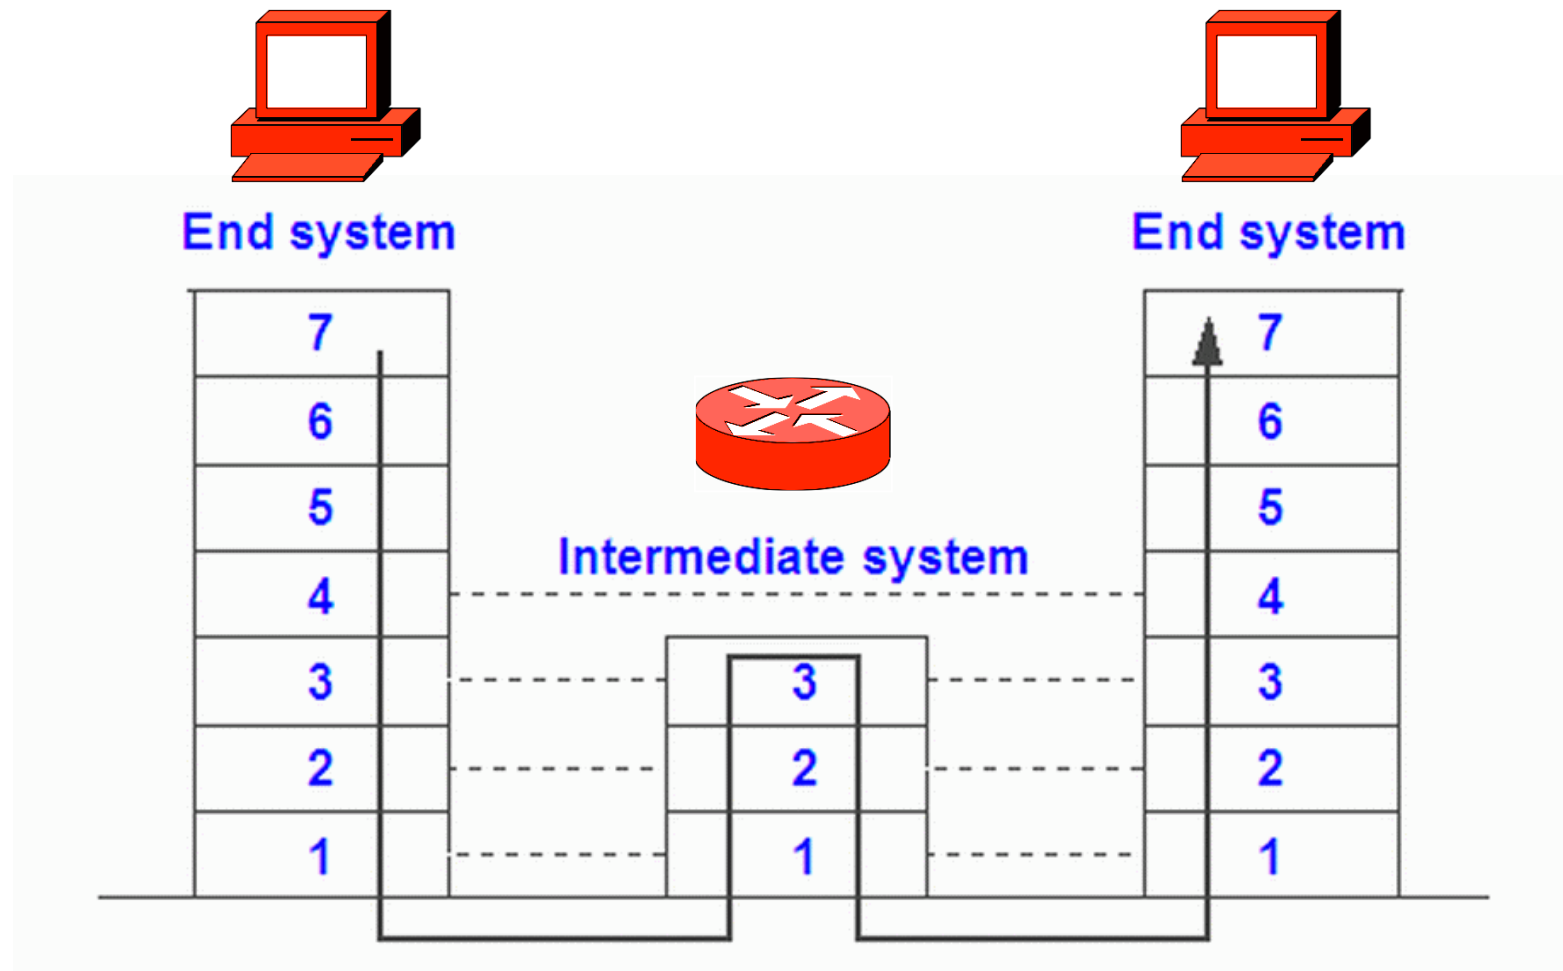 End system End system
7 7
6 6
5 5
Intermediate system
4 4
3 3 3
2 2 2
1 1 1